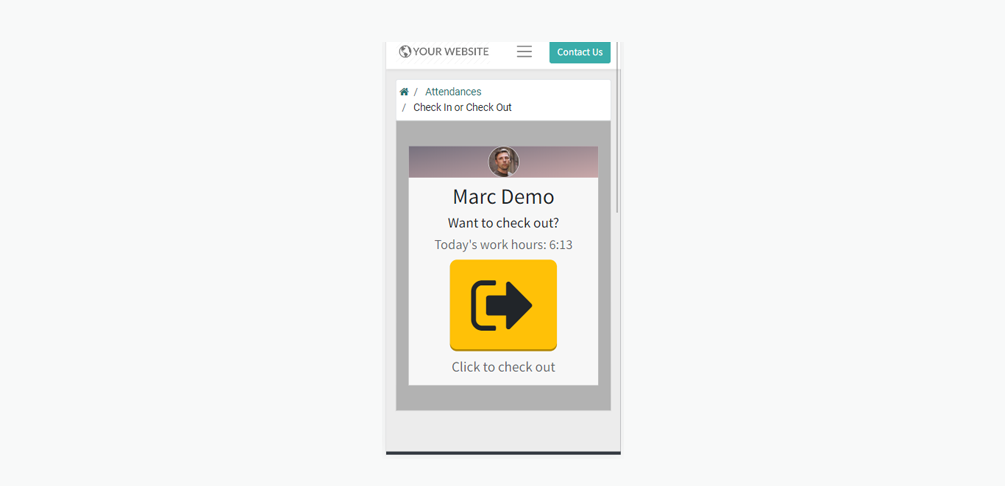 YOUR WEBSITE
Contact Us
/ Attendances
/ Check In or Check Out
Marc Demo
Want to check out?
Today's work hours: 6:13
Click to check out